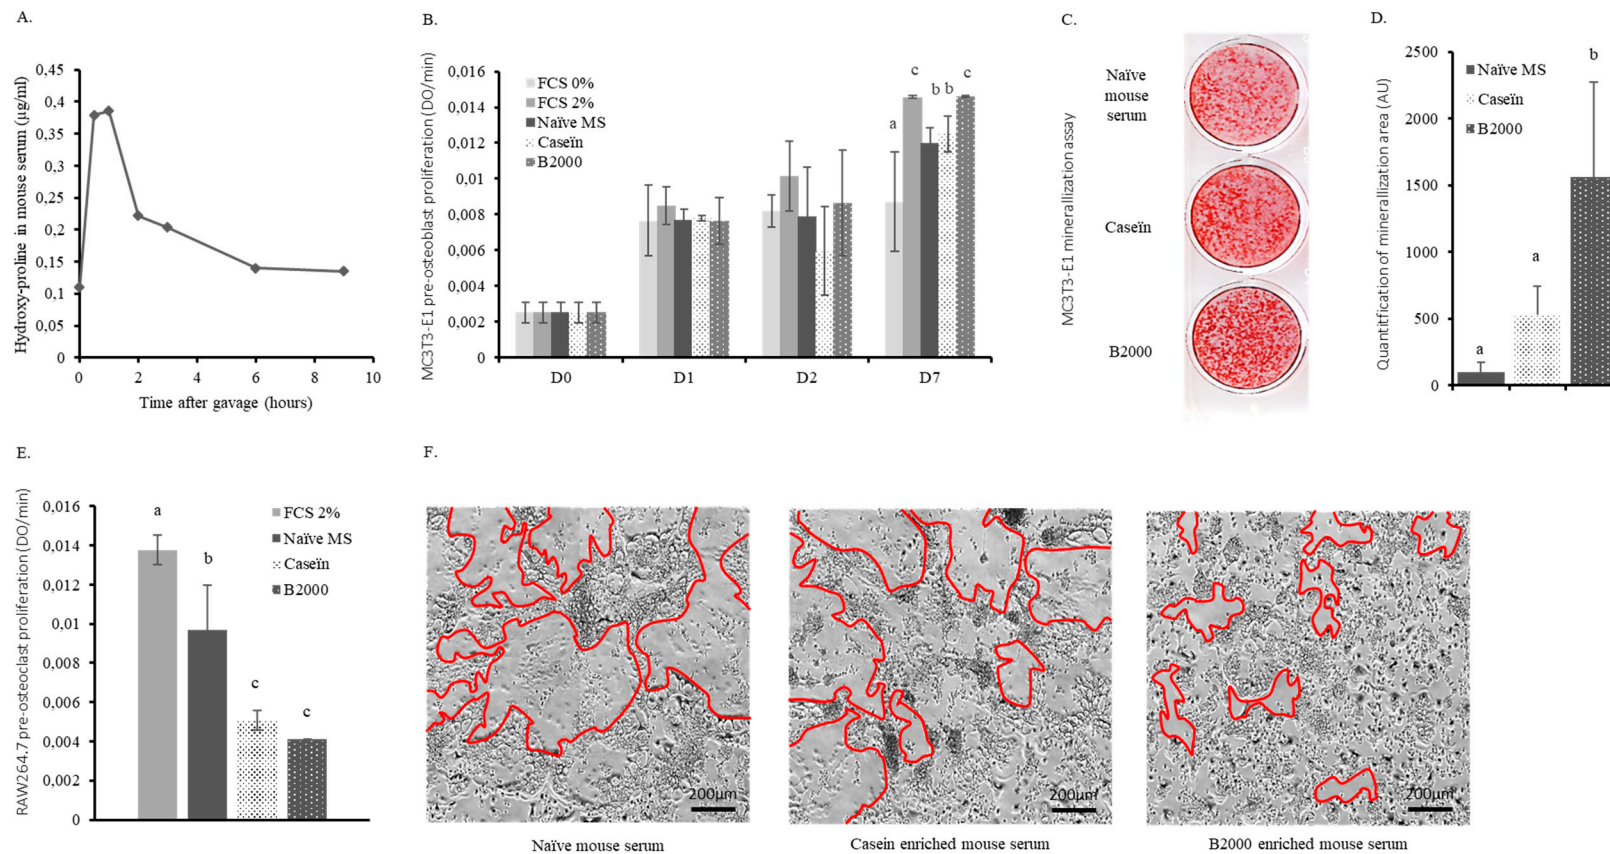 A.
Hydroxy-proline in mouse serum (µg/ml)
0,45
0,4
0,35
0,3
0,25
0,2
0,15
0,1
0,05
0
0
2
4
6
8
10
Time after gavage (hours)
B.
MC3T3-E1 pre-osteoblast proliferation (DO/min)
0,016
0,014
0,012
0,01
0,008
0,006
0,004
0,002
0
FCS 0%
FCS 2%
Naïve MS
Caseïn
B2000
a
c
b
b
c
D0
D1
D2
D7
C.
MC3T3-E1 minerallization assay
Naïve
mouse
serum
Caseïn
B2000
D.
Quantitfication of minerallization area (AU)
2500
2000
1500
1000
500
0
Naïve MS
Caseïn
B2000
a
a
b
E.
RAW264.7 pre-osteoclast proliferation (DO/min)
0,016
0,014
0,012
0,01
0,008
0,006
0,004
0,002
0
FCS 2%
Naïve MS
Caseïn
B2000
a
b
c
c
F.
200µm
200µm
200µm
Naïve mouse serum
Casein enriched mouse serum
B2000 enriched mouse serum